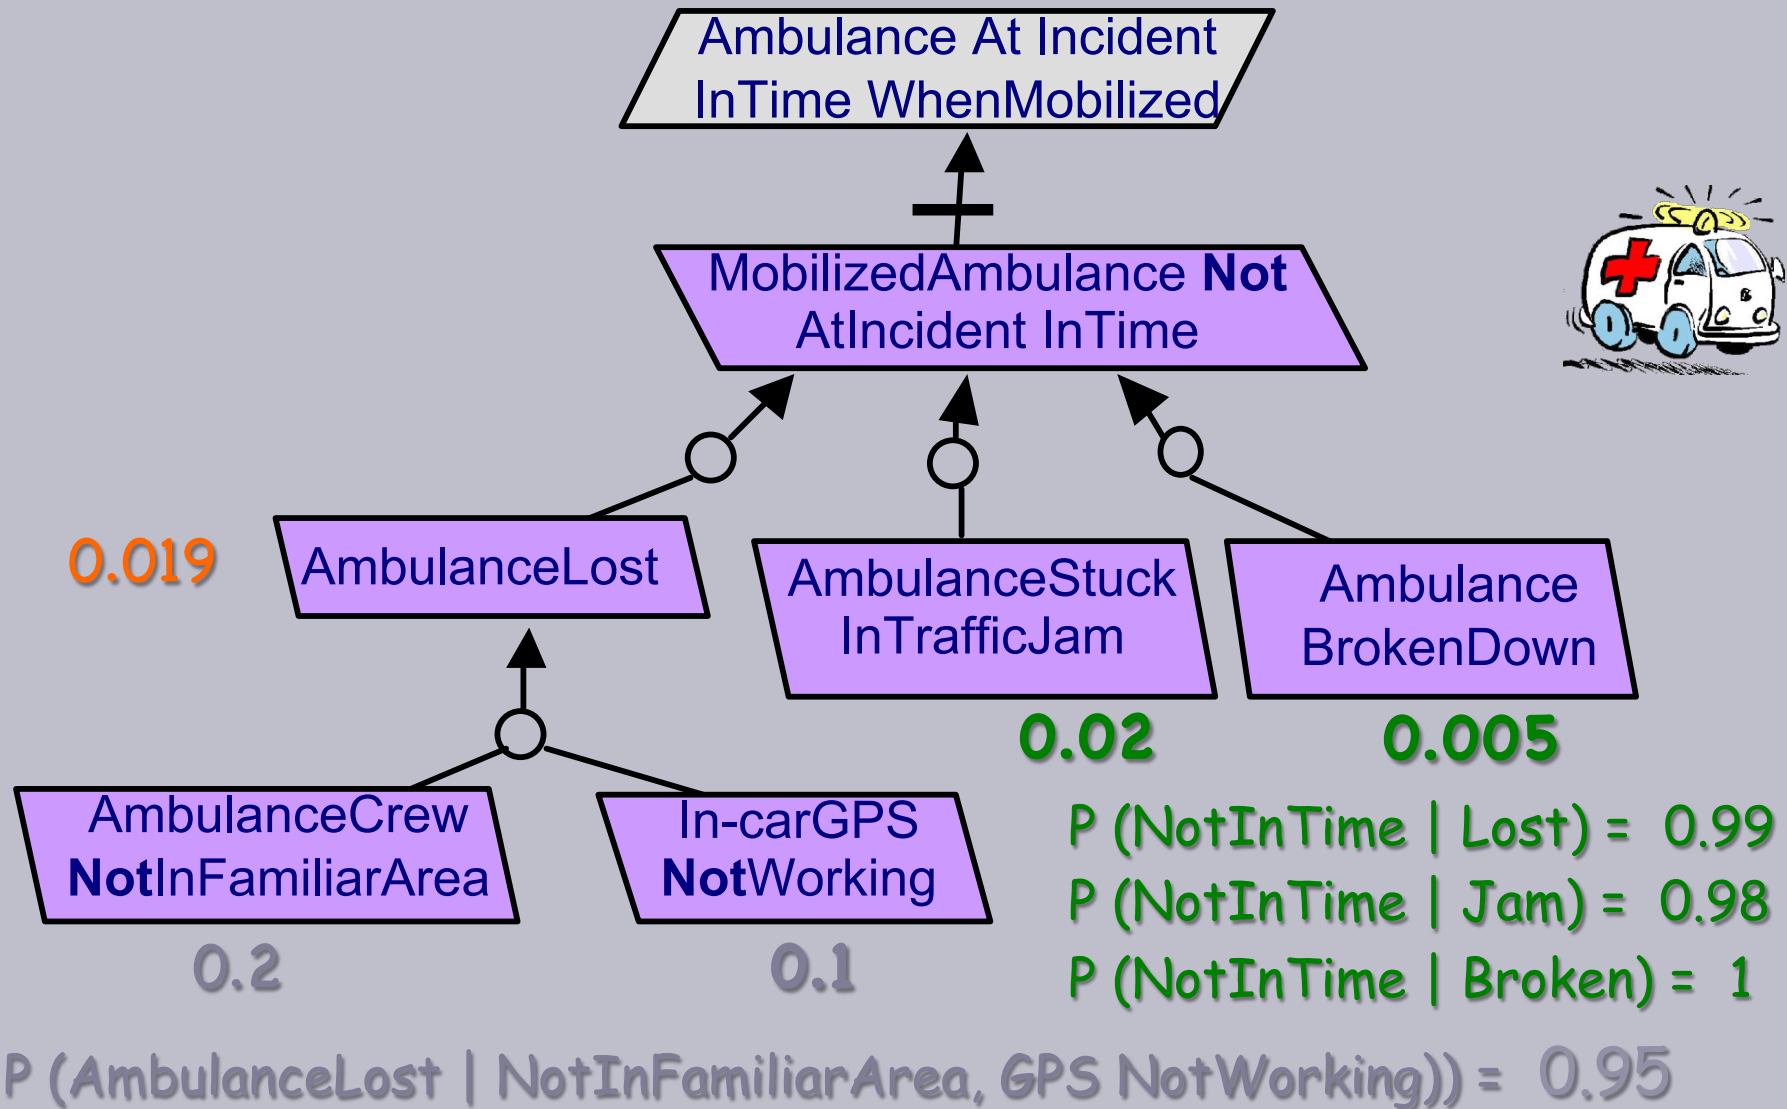 Ambulance At Incident
InTime WhenMobilized
MobilizedAmbulance Not
AtIncident InTime
0.019
AmbulanceLost
AmbulanceStuck
InTrafficJam
Ambulance
BrokenDown
0.02
0.005
AmbulanceCrew
NotInFamiliarArea
In-carGPS
NotWorking
0.2
0.1
P (NotInTime | Lost) = 0.99
P (NotInTime | Jam) = 0.98
P (NotInTime | Broken) = 1
P (AmbulanceLost | NotInFamiliarArea, GPS NotWorking)) = 0.95